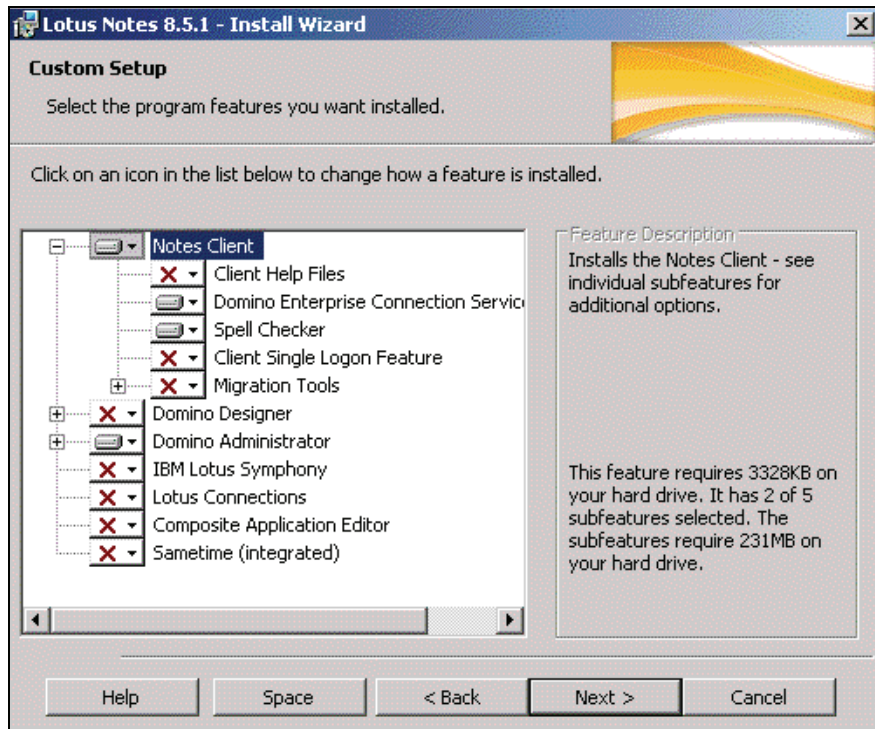 Lotus Notes 8.5.1 - Install Wizard
Custom Setup
Select the program features you want installed.
Click on an icon in the list below to change how a feature is installed.
Notes Client
Client Help Files
Domino Enterprise Connection Servic
Spell Checker
Client Single Logon Feature
Migration Tools
Domino Designer
Domino Administrator
IBM Lotus Symphony
Lotus Connections
Composite Application Editor
Sametime (integrated)
Feature Description
Installs the Notes Client - see
individual subfeatures for
additional options.
This feature requires 3328KB on
your hard drive. It has 2 of 5
subfeatures selected. The
subfeatures require 231MB on
your hard drive.
Help
Space
< Back
Next >
Cancel